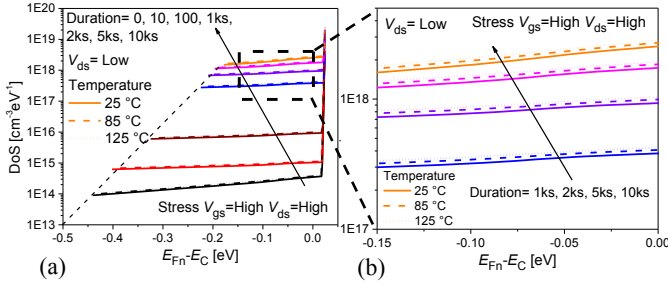 1E20
1E19
1E18
1E17
1E16
1E15
1E14
1E13
DoS [cm⁻³eV⁻¹]
Duration= 0, 10, 100, 1ks,
2ks, 5ks, 10ks
V_ds = Low
Temperature
25 °C
85 °C
125 °C
Stress V_gs=High V_ds=High
-0.5 -0.4 -0.3 -0.2 -0.1 0.0
E_Fn-E_C [eV]
(a)
V_ds = Low
Stress V_gs=High V_ds=High
1E18
Temperature
25 °C
85 °C
125 °C
Duration= 1ks, 2ks, 5ks, 10ks
1E17
-0.15 -0.10 -0.05 0.00
E_Fn-E_C [eV]
(b)